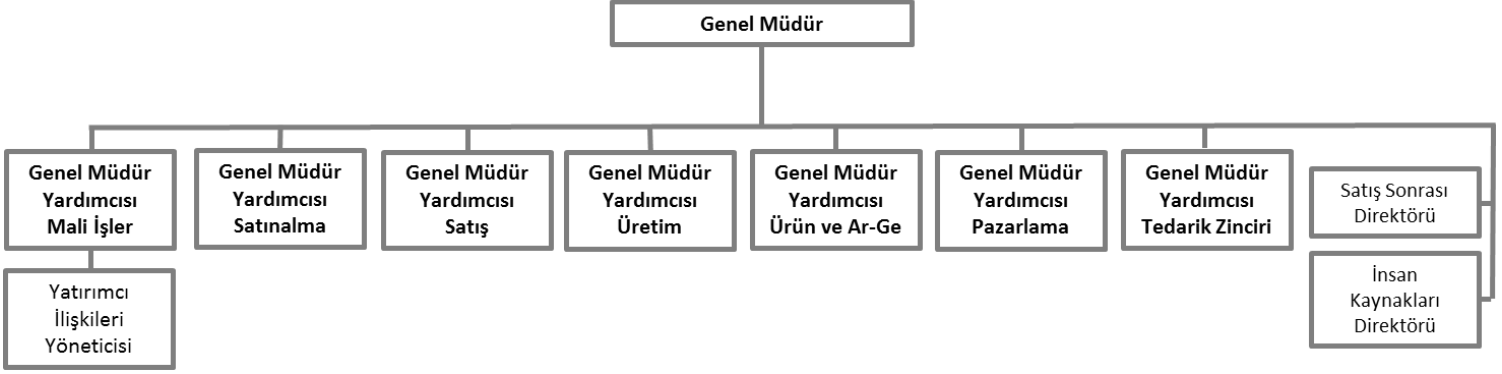 Genel Müdür
Genel Müdür
Yardımcısı
Mali İşler
Genel Müdür
Yardımcısı
Satınalma
Genel Müdür
Yardımcısı
Satış
Genel Müdür
Yardımcısı
Üretim
Genel Müdür
Yardımcısı
Ürün ve Ar-Ge
Genel Müdür
Yardımcısı
Pazarlama
Genel Müdür
Yardımcısı
Tedarik Zinciri
Satış Sonrası
Direktörü
Yatırımcı
İlişkileri
Yöneticisi
İnsan
Kaynakları
Direktörü